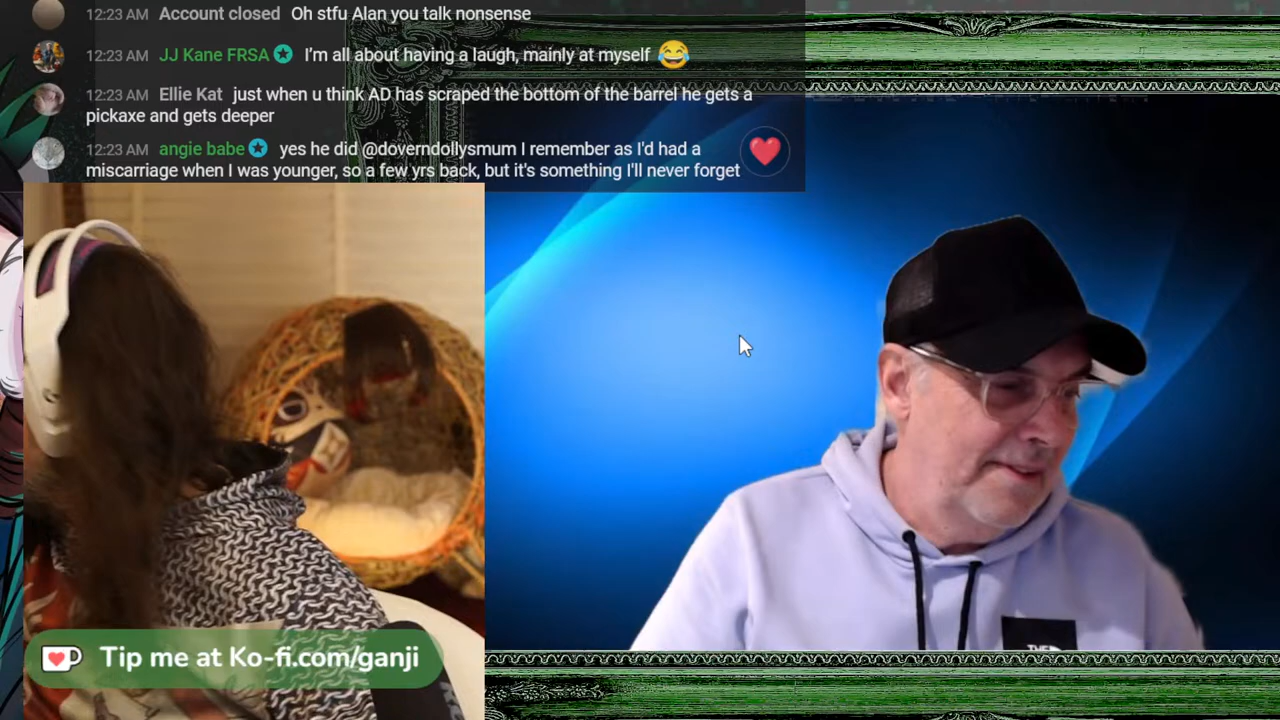 12:23 AM Account closed Oh stfu Alan you talk nonsense
12:23 AM JJ Kane FRSA I'm all about having a laugh, mainly at myself 😂
12:23 AM Ellie Kat just when u think AD has scraped the bottom of the barrel he gets a
pickaxe and gets deeper
12:23 AM angie babe yes he did @doverndollysmum I remember as I'd had a
miscarriage when I was younger, so a few yrs back, but it's something I'll never forget
Tip me at Ko-fi.com/ganji